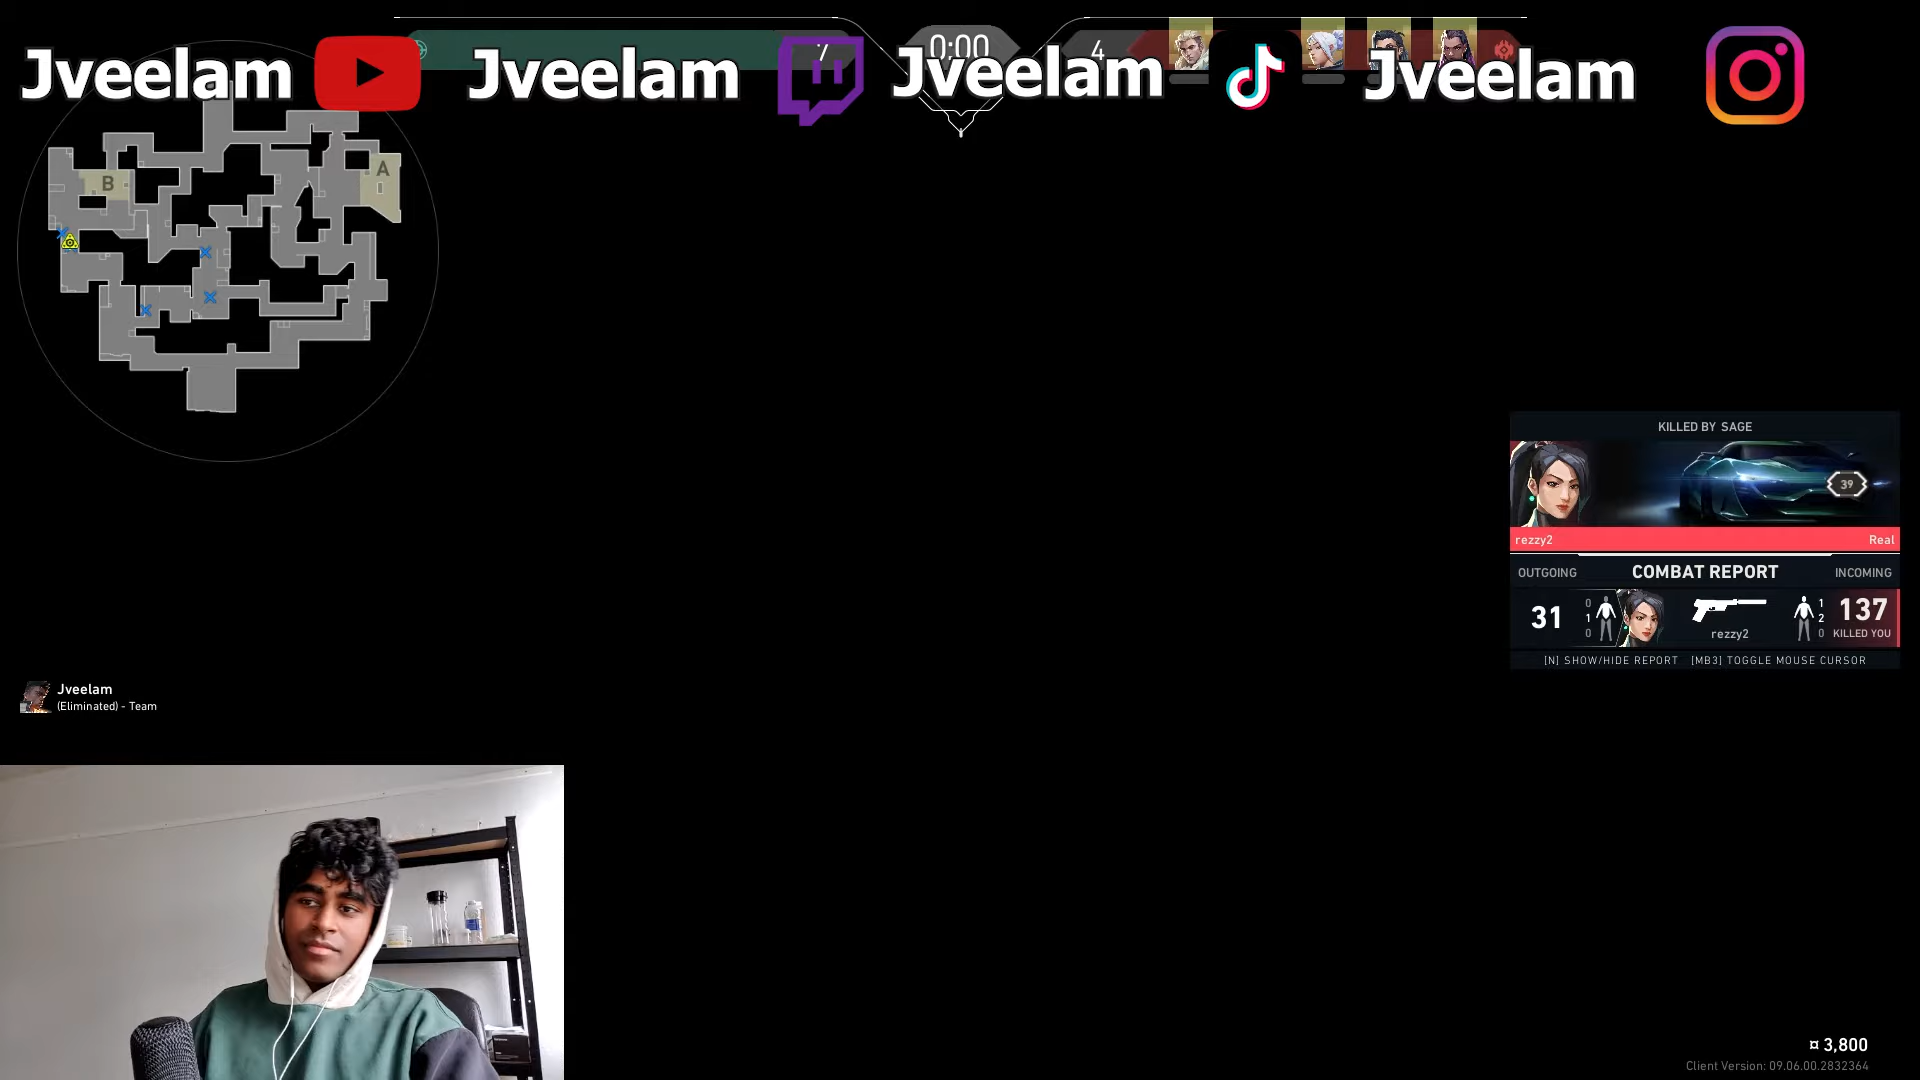 Jveelam
Jveelam
Jveelam
Jveelam
0:00
4
B
A
KILLED BY SAGE
39
rezzy2
Real
OUTGOING
COMBAT REPORT
INCOMING
31
0
1
0
rezzy2
1
2
0
137
KILLED YOU
[N] SHOW/HIDE REPORT [MB3] TOGGLE MOUSE CURSOR
Jveelam
(Eliminated) - Team
¤ 3,800
Client Version: 09.06.00.2832364